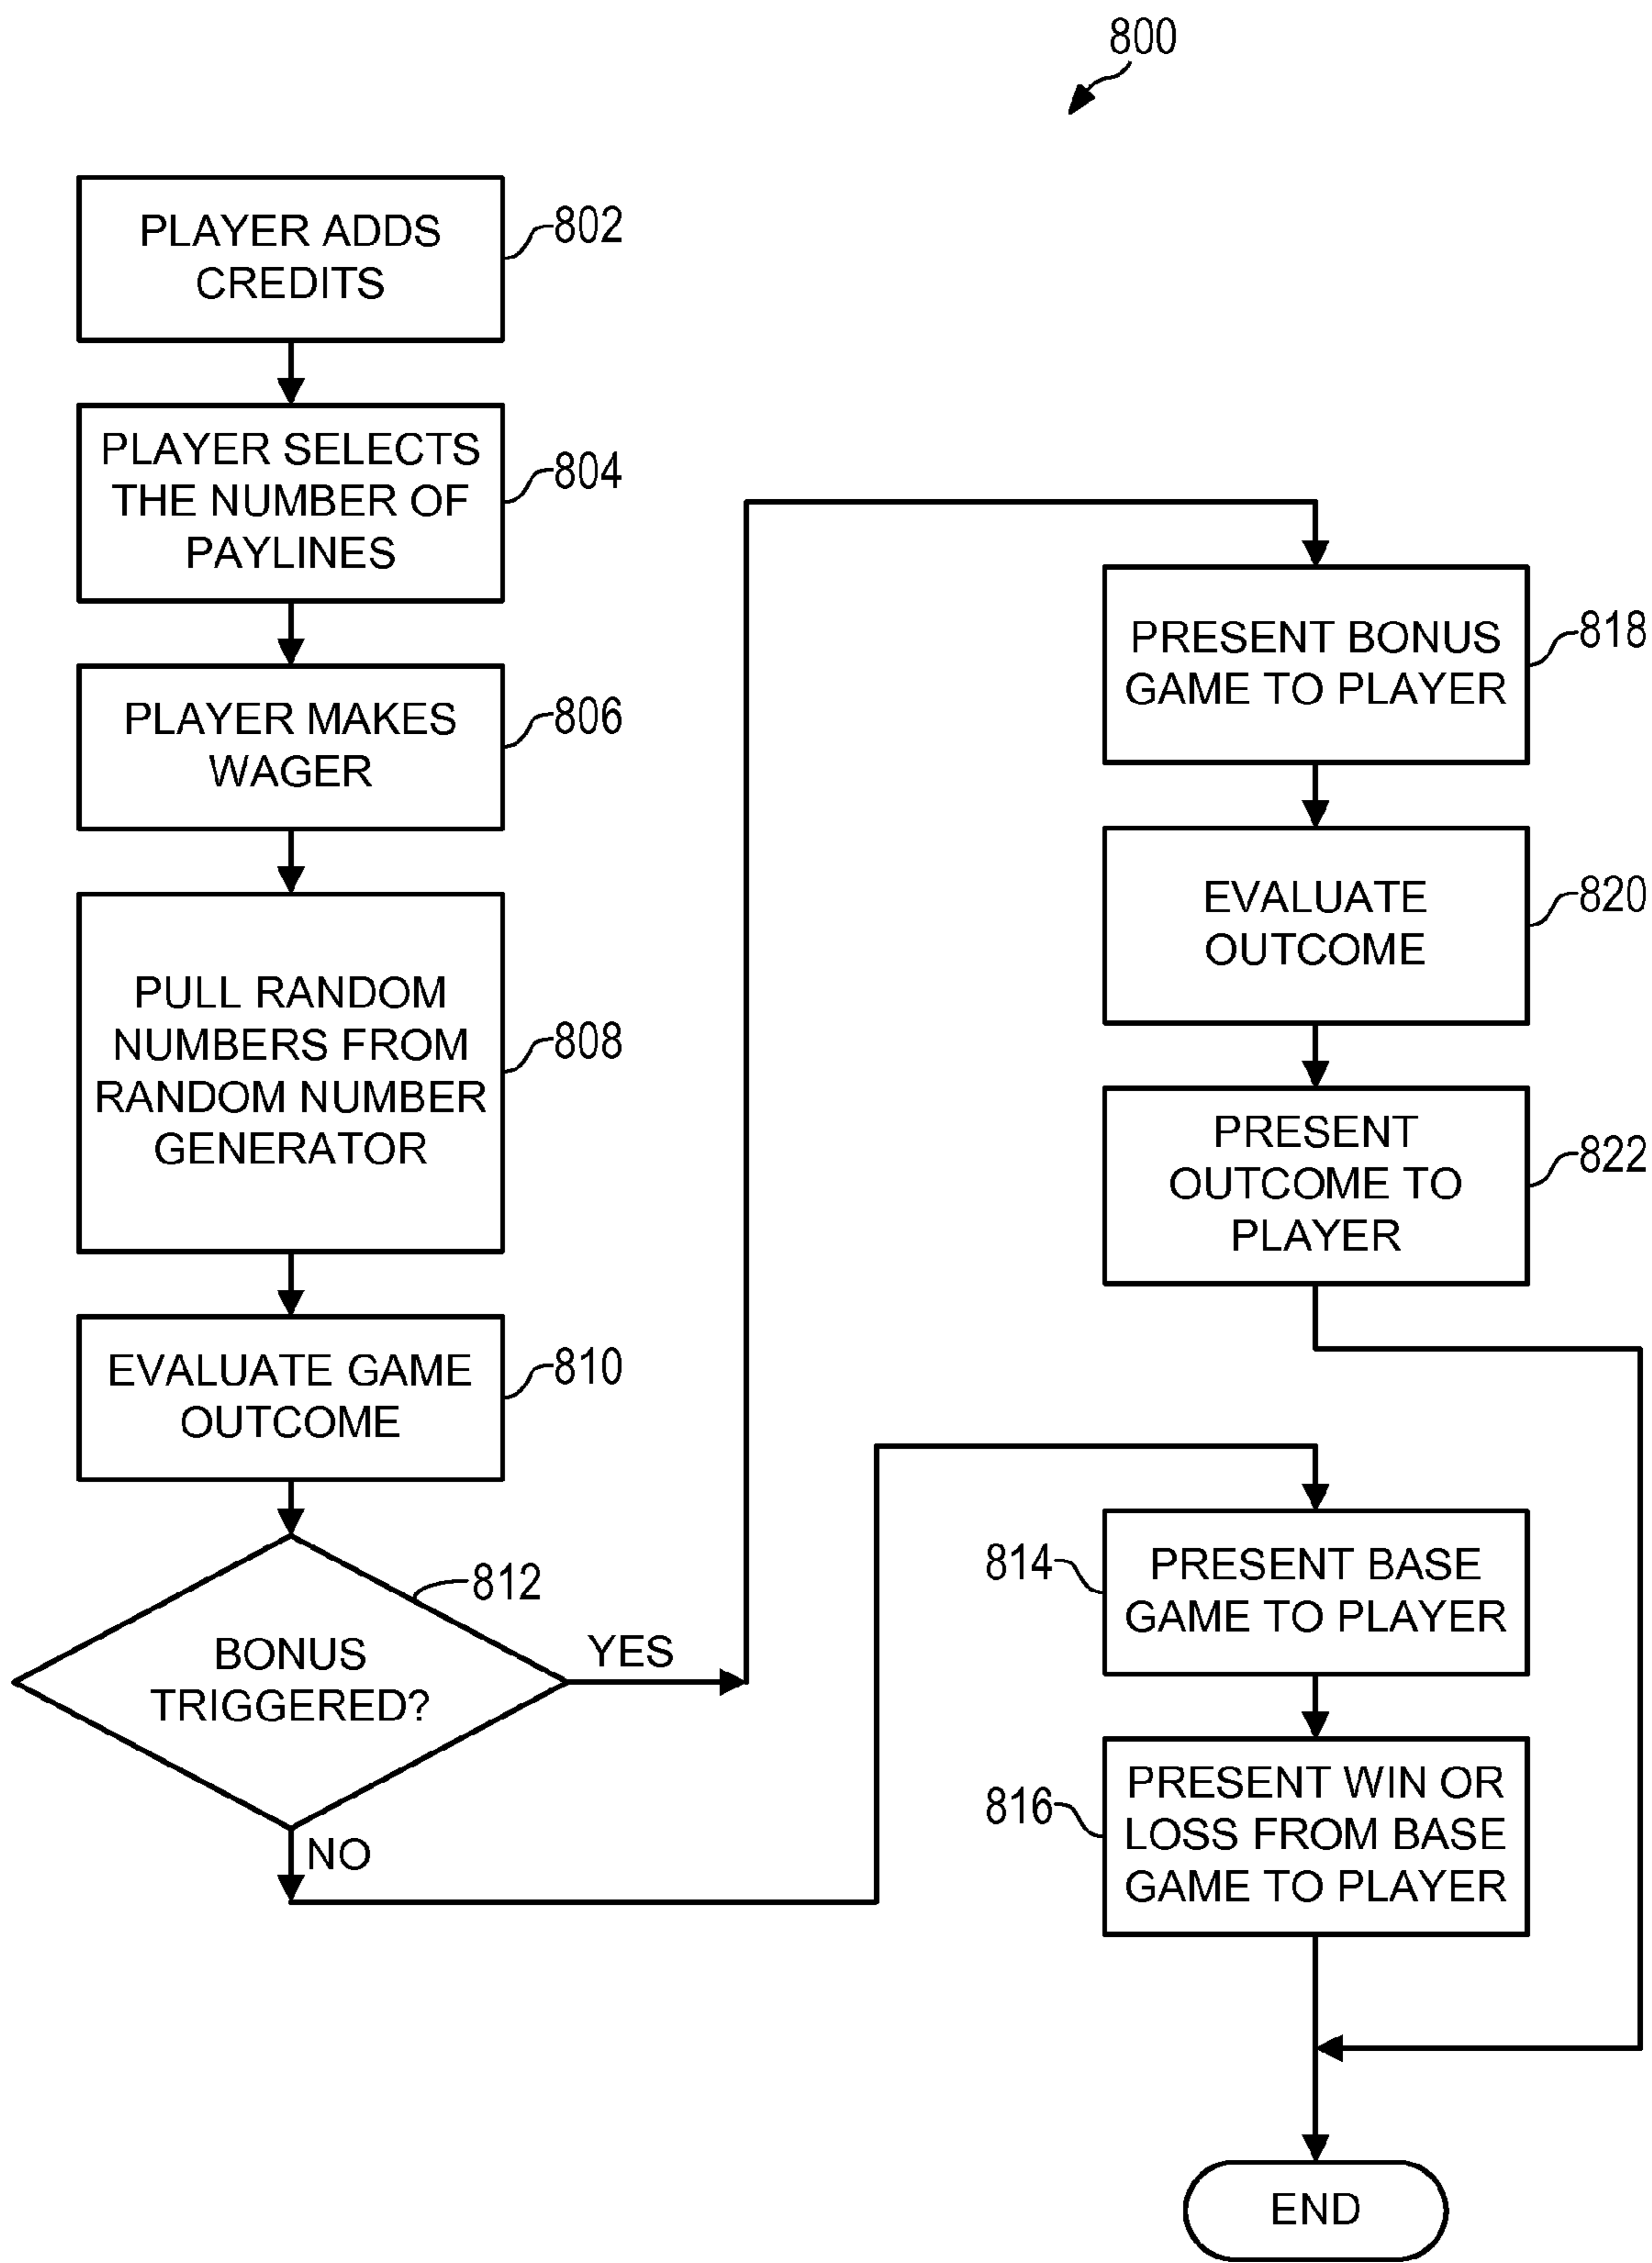 800
PLAYER ADDS
CREDITS
802
PLAYER SELECTS
THE NUMBER OF
PAYLINES
804
PLAYER MAKES
WAGER
806
PULL RANDOM
NUMBERS FROM
RANDOM NUMBER
GENERATOR
808
EVALUATE GAME
OUTCOME
810
BONUS
TRIGGERED?
812
YES
NO
PRESENT BONUS
GAME TO PLAYER
818
EVALUATE
OUTCOME
820
PRESENT
OUTCOME TO
PLAYER
822
814
PRESENT BASE
GAME TO PLAYER
816
PRESENT WIN OR
LOSS FROM BASE
GAME TO PLAYER
END